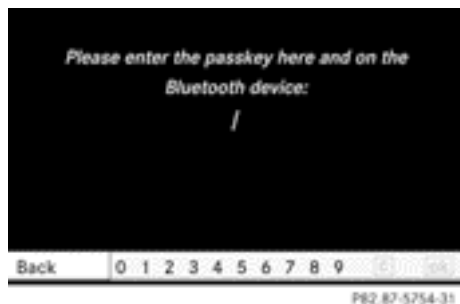 Please enter the passkey here and on the
Bluetooth device:
Back 0 1 2 3 4 5 6 7 8 9 c ok
P82.87-5754-31